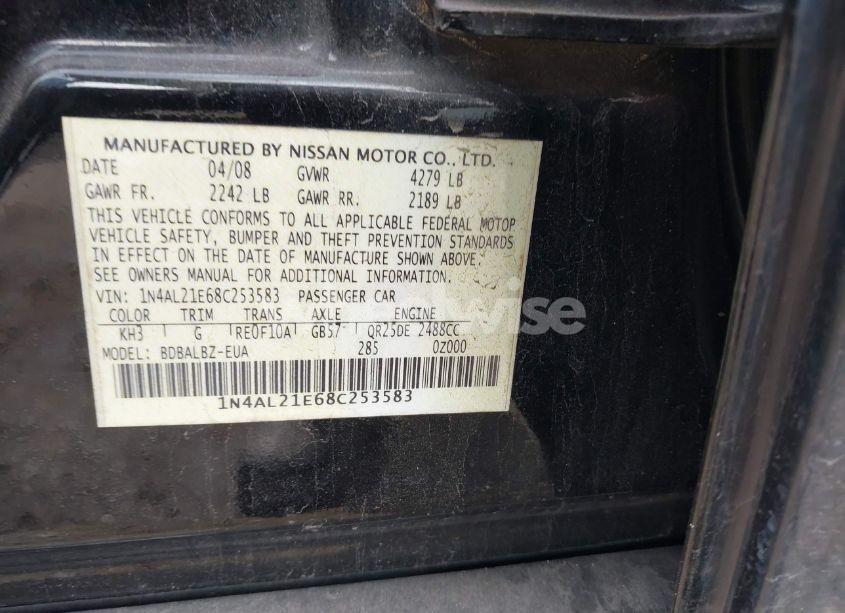 MANUFACTURED BY NISSAN MOTOR CO., LTD.
DATE 04/08 GVWR 4279 LB
GAWR FR. 2242 LB GAWR RR. 2189 LB
THIS VEHICLE CONFORMS TO ALL APPLICABLE FEDERAL MOTOR
VEHICLE SAFETY, BUMPER AND THEFT PREVENTION STANDARDS
IN EFFECT ON THE DATE OF MANUFACTURE SHOWN ABOVE.
SEE OWNERS MANUAL FOR ADDITIONAL INFORMATION.
VIN: 1N4AL21E68C253583 PASSENGER CAR
COLOR TRIM TRANS AXLE ENGINE
KH3 G RE0F10A GB57 QR25DE 2488CC
MODEL: BDBALBZ-EUA 285 0Z000
1N4AL21E68C253583